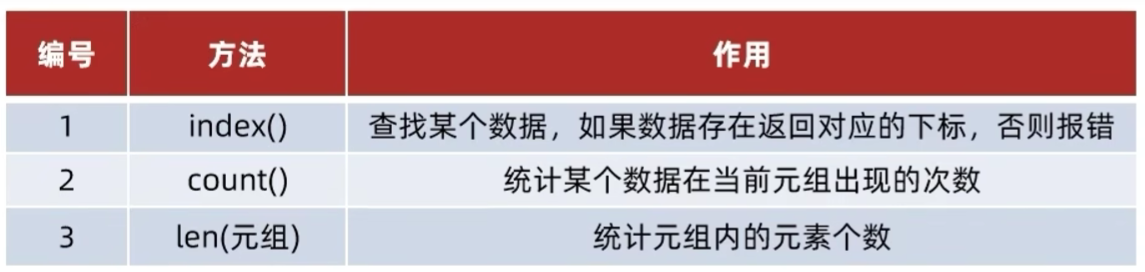 编号 方法 作用
1 index() 查找某个数据，如果数据存在返回对应的下标，否则报错
2 count() 统计某个数据在当前元组出现的次数
3 len(元组) 统计元组内的元素个数